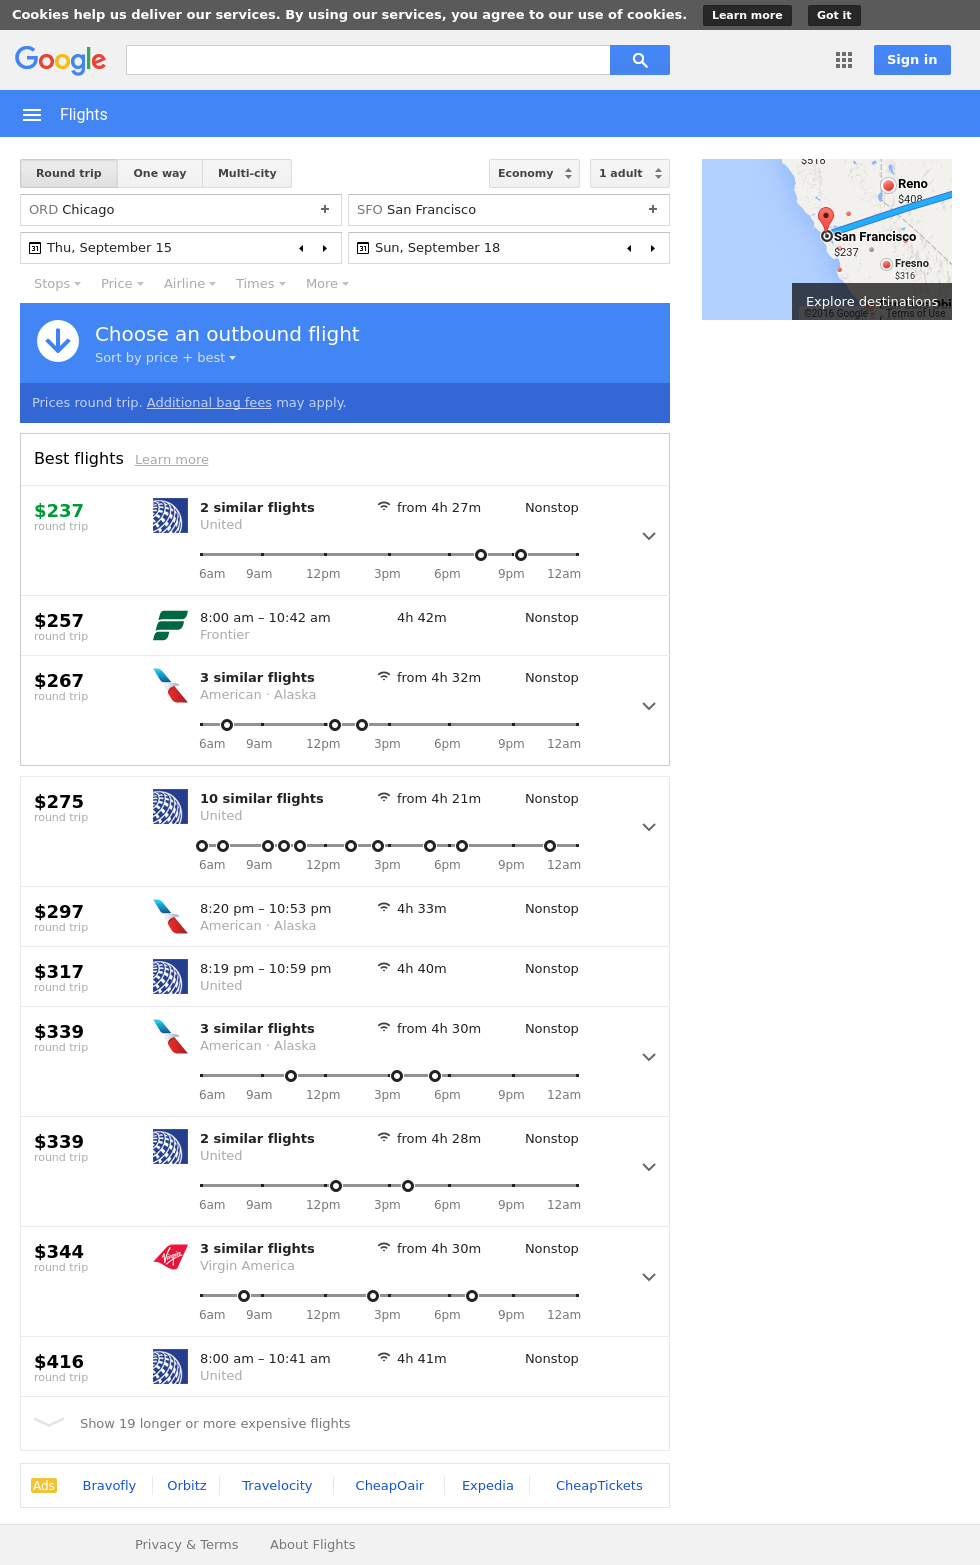 Cookies help us deliver our services. By using our services, you agree to our use of cookies. Learn more Got it
Google Sign in
Flights
Round trip One way Multi-city Economy 1 adult
ORD Chicago + SFO San Francisco +
31 Thu, September 15 31 Sun, September 18
Stops Price Airline Times More
$518
Reno
$408
San Francisco
$237
Fresno
$316
Explore destinations
©2016 Google
Terms of Use
Choose an outbound flight
Sort by price + best
Prices round trip. Additional bag fees may apply.
Best flights Learn more
$237 2 similar flights from 4h 27m Nonstop
round trip United
6am 9am 12pm 3pm 6pm 9pm 12am
$257 8:00 am – 10:42 am 4h 42m Nonstop
round trip Frontier
$267 3 similar flights from 4h 32m Nonstop
round trip American · Alaska
6am 9am 12pm 3pm 6pm 9pm 12am
$275 10 similar flights from 4h 21m Nonstop
round trip United
6am 9am 12pm 3pm 6pm 9pm 12am
$297 8:20 pm – 10:53 pm 4h 33m Nonstop
round trip American · Alaska
$317 8:19 pm – 10:59 pm 4h 40m Nonstop
round trip United
$339 3 similar flights from 4h 30m Nonstop
round trip American · Alaska
6am 9am 12pm 3pm 6pm 9pm 12am
$339 2 similar flights from 4h 28m Nonstop
round trip United
6am 9am 12pm 3pm 6pm 9pm 12am
$344 Virgin 3 similar flights from 4h 30m Nonstop
round trip Virgin America
6am 9am 12pm 3pm 6pm 9pm 12am
$416 8:00 am – 10:41 am 4h 41m Nonstop
round trip United
Show 19 longer or more expensive flights
Ads Bravofly Orbitz Travelocity CheapOair Expedia CheapTickets
Privacy & Terms About Flights